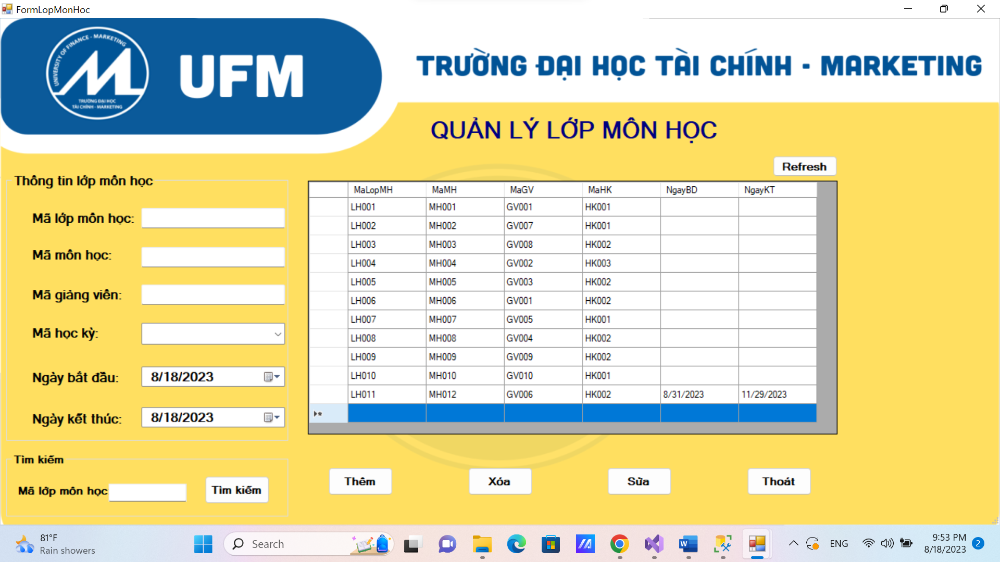 FormLopMonHoc
UNIVERSITY OF FINANCE - MARKETING
TRƯỜNG ĐẠI HỌC
TÀI CHÍNH - MARKETING
UFM
TRƯỜNG ĐẠI HỌC TÀI CHÍNH - MARKETING
QUẢN LÝ LỚP MÔN HỌC
Refresh
Thông tin lớp môn học
Mã lớp môn học:
Mã môn học:
Mã giảng viên:
Mã học kỳ:
Ngày bắt đầu: 8/18/2023
Ngày kết thúc: 8/18/2023
MaLopMH MaMH MaGV MaHK NgayBD NgayKT
LH001 MH001 GV001 HK001
LH002 MH002 GV007 HK001
LH003 MH003 GV008 HK002
LH004 MH004 GV002 HK003
LH005 MH005 GV003 HK002
LH006 MH006 GV001 HK002
LH007 MH007 GV005 HK001
LH008 MH008 GV004 HK002
LH009 MH009 GV009 HK002
LH010 MH010 GV010 HK001
LH011 MH012 GV006 HK002 8/31/2023 11/29/2023
Tìm kiếm
Mã lớp môn học: Tìm kiếm
Thêm Xóa Sửa Thoát
81°F
Rain showers
Search
ENG
9:53 PM
8/18/2023
2